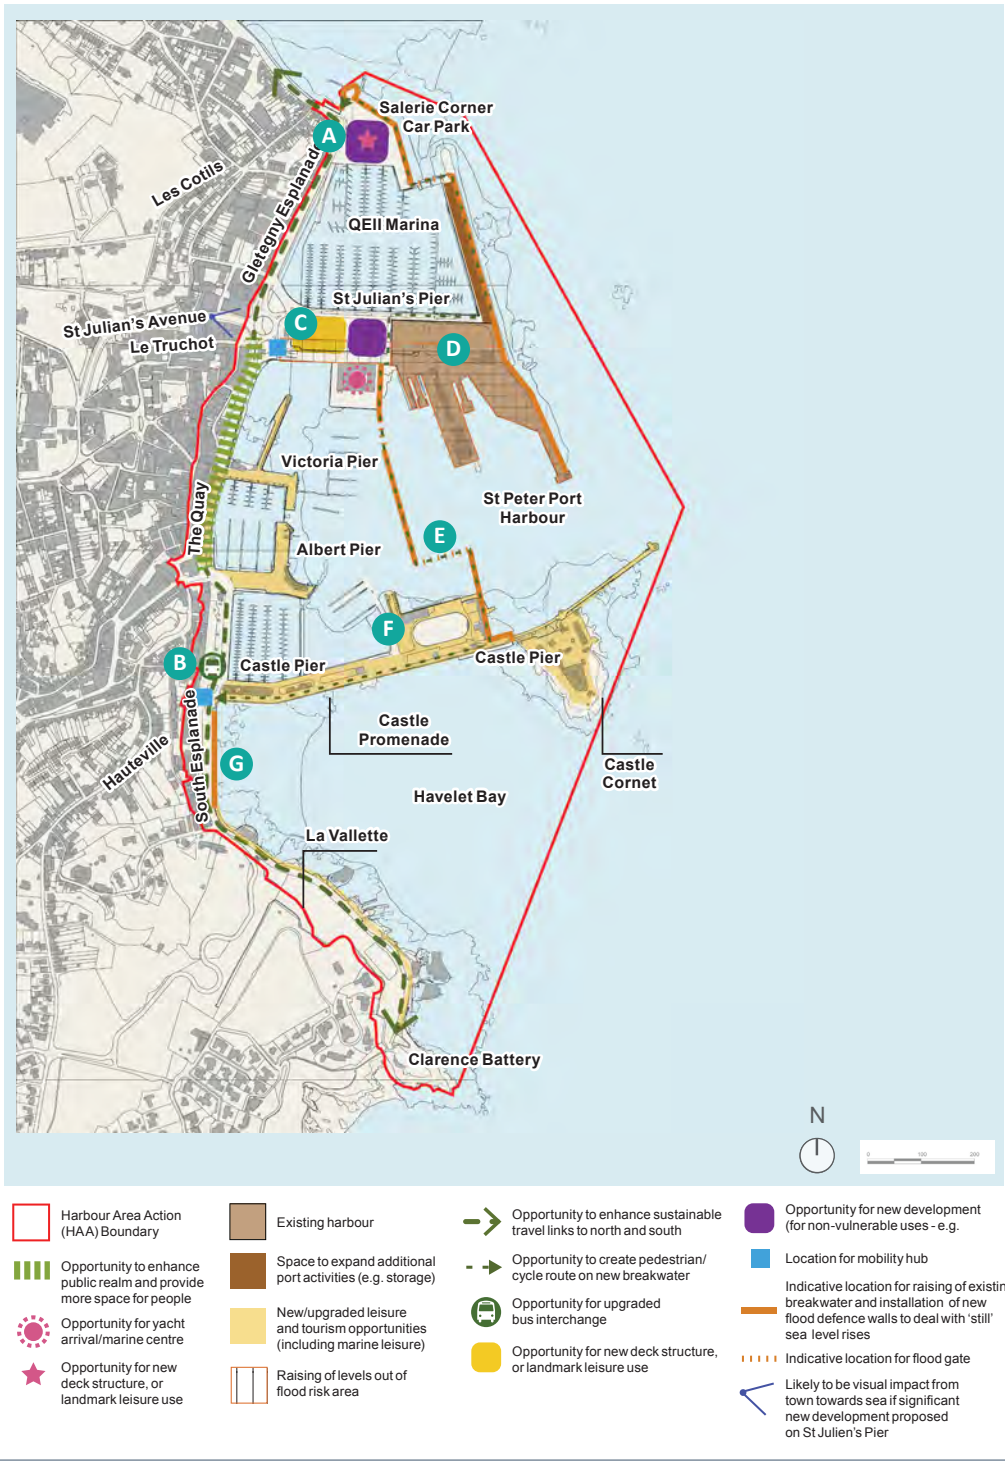 Salerie Corner
Car Park
A
Les Cotils
Gletegny Esplanade
QEII Marina
St Julian's Pier
St Julian's Avenue
C
Le Truchot
D
Victoria Pier
The Quay
St Peter Port
Harbour
E
Albert Pier
F
B
Castle Pier
Castle Pier
South Esplanade
Castle
Promenade
Hauteville
G
Castle
Cornet
Havelet Bay
La Vallette
Clarence Battery
N
0 100 200
Harbour Area Action
(HAA) Boundary
Opportunity to enhance
public realm and provide
more space for people
Opportunity for yacht
arrival/marine centre
Opportunity for new
deck structure, or
landmark leisure use
Existing harbour
Space to expand additional
port activities (e.g. storage)
New/upgraded leisure
and tourism opportunities
(including marine leisure)
Raising of levels out of
flood risk area
Opportunity to enhance sustainable
travel links to north and south
Opportunity to create pedestrian/
cycle route on new breakwater
Opportunity for upgraded
bus interchange
Opportunity for new deck structure,
or landmark leisure use
Opportunity for new development
(for non-vulnerable uses - e.g.
Location for mobility hub
Indicative location for raising of existin
breakwater and installation of new
flood defence walls to deal with 'still'
sea level rises
Indicative location for flood gate
Likely to be visual impact from
town towards sea if significant
new development proposed
on St Julien's Pier